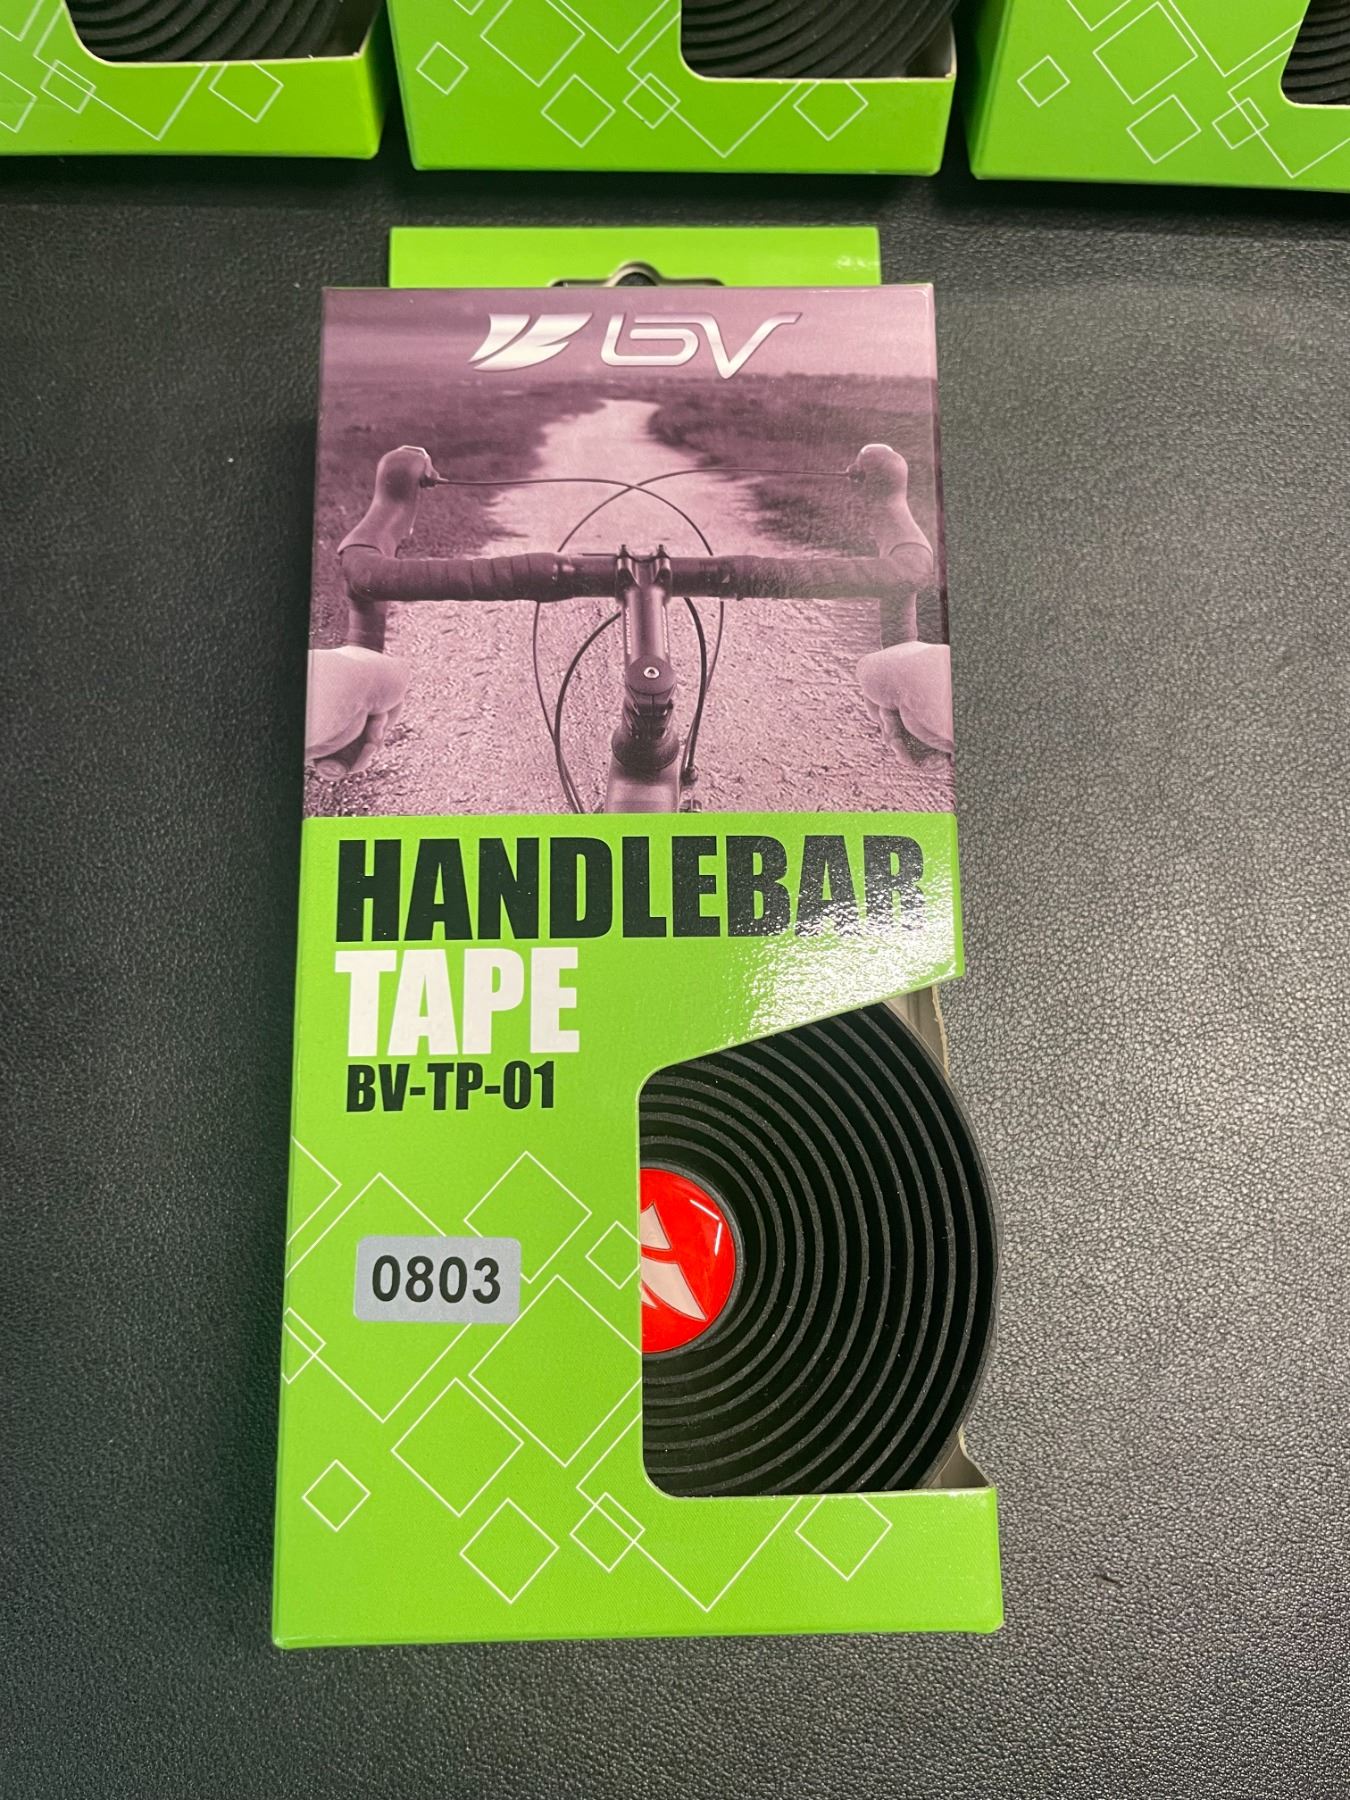 bv
HANDLEBAR
TAPE
BV-TP-01
0803